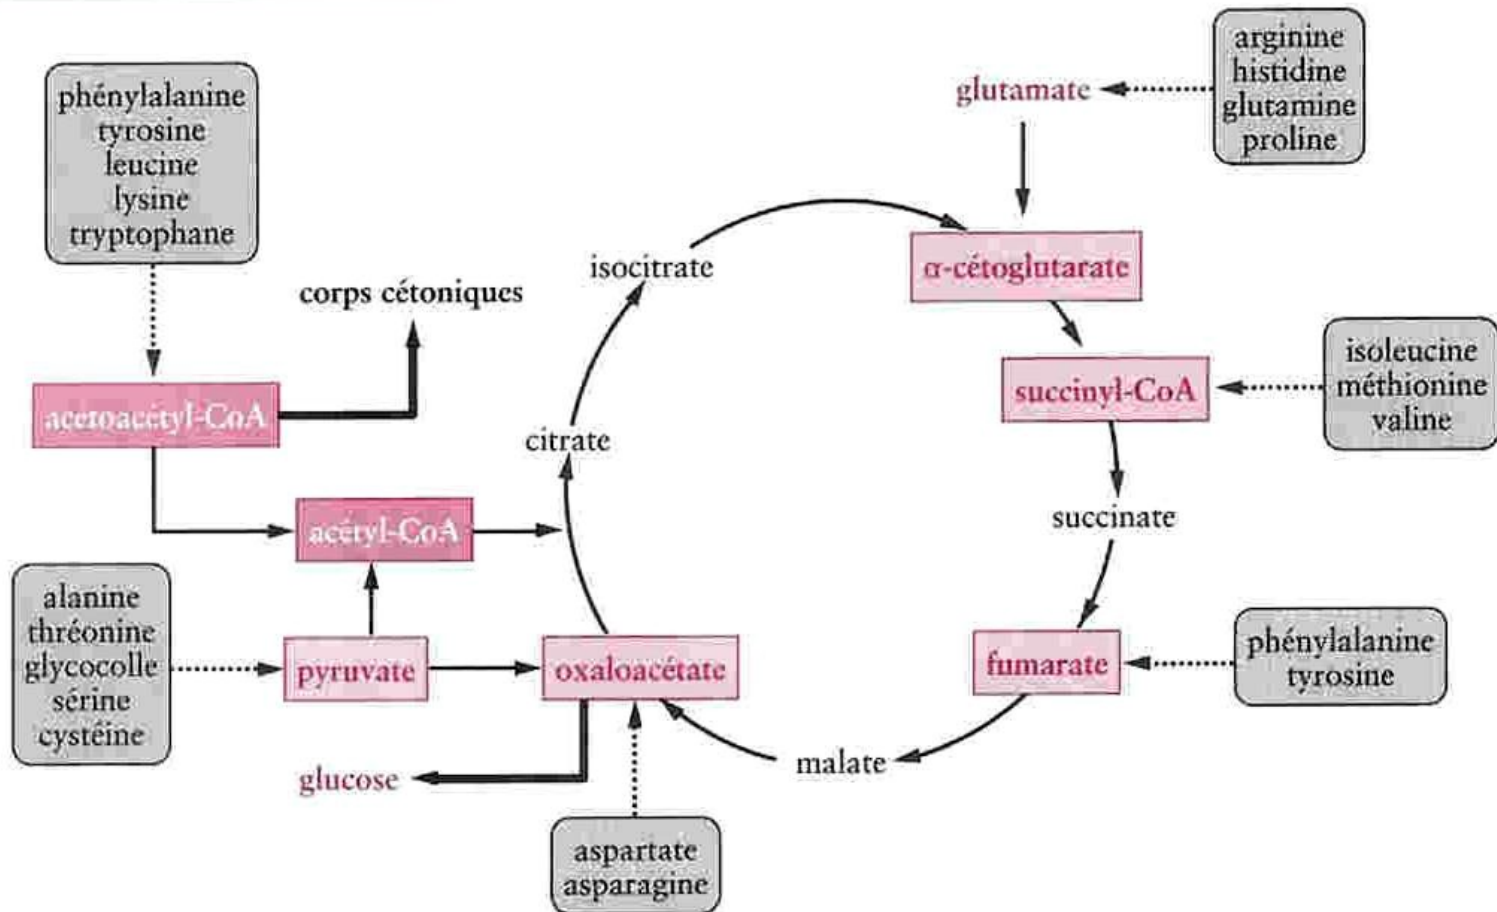 phénylalanine
tyrosine
leucine
lysine
tryptophane
corps cétoniques
acétoacétyl-CoA
acétyl-CoA
alanine
thréonine
glycocolle
sérine
cystéine
pyruvate
oxaloacétate
glucose
aspartate
asparagine
citrate
isocitrate
glutamate
arginine
histidine
glutamine
proline
α-cétoglutarate
succinyl-CoA
isoleucine
méthionine
valine
succinate
fumarate
phénylalanine
tyrosine
malate